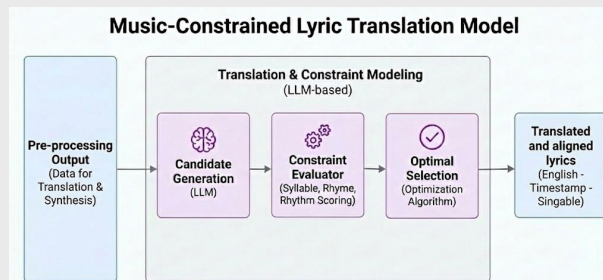 Music-Constrained Lyric Translation Model
Translation & Constraint Modeling
(LLM-based)
Pre-processing
Output
(Data for
Translation &
Synthesis)
Candidate
Generation
(LLM)
Constraint
Evaluator
(Syllable, Rhyme,
Rhythm Scoring)
Optimal
Selection
(Optimization
Algorithm)
Translated
and aligned
lyrics
(English -
Timestamp -
Singable)